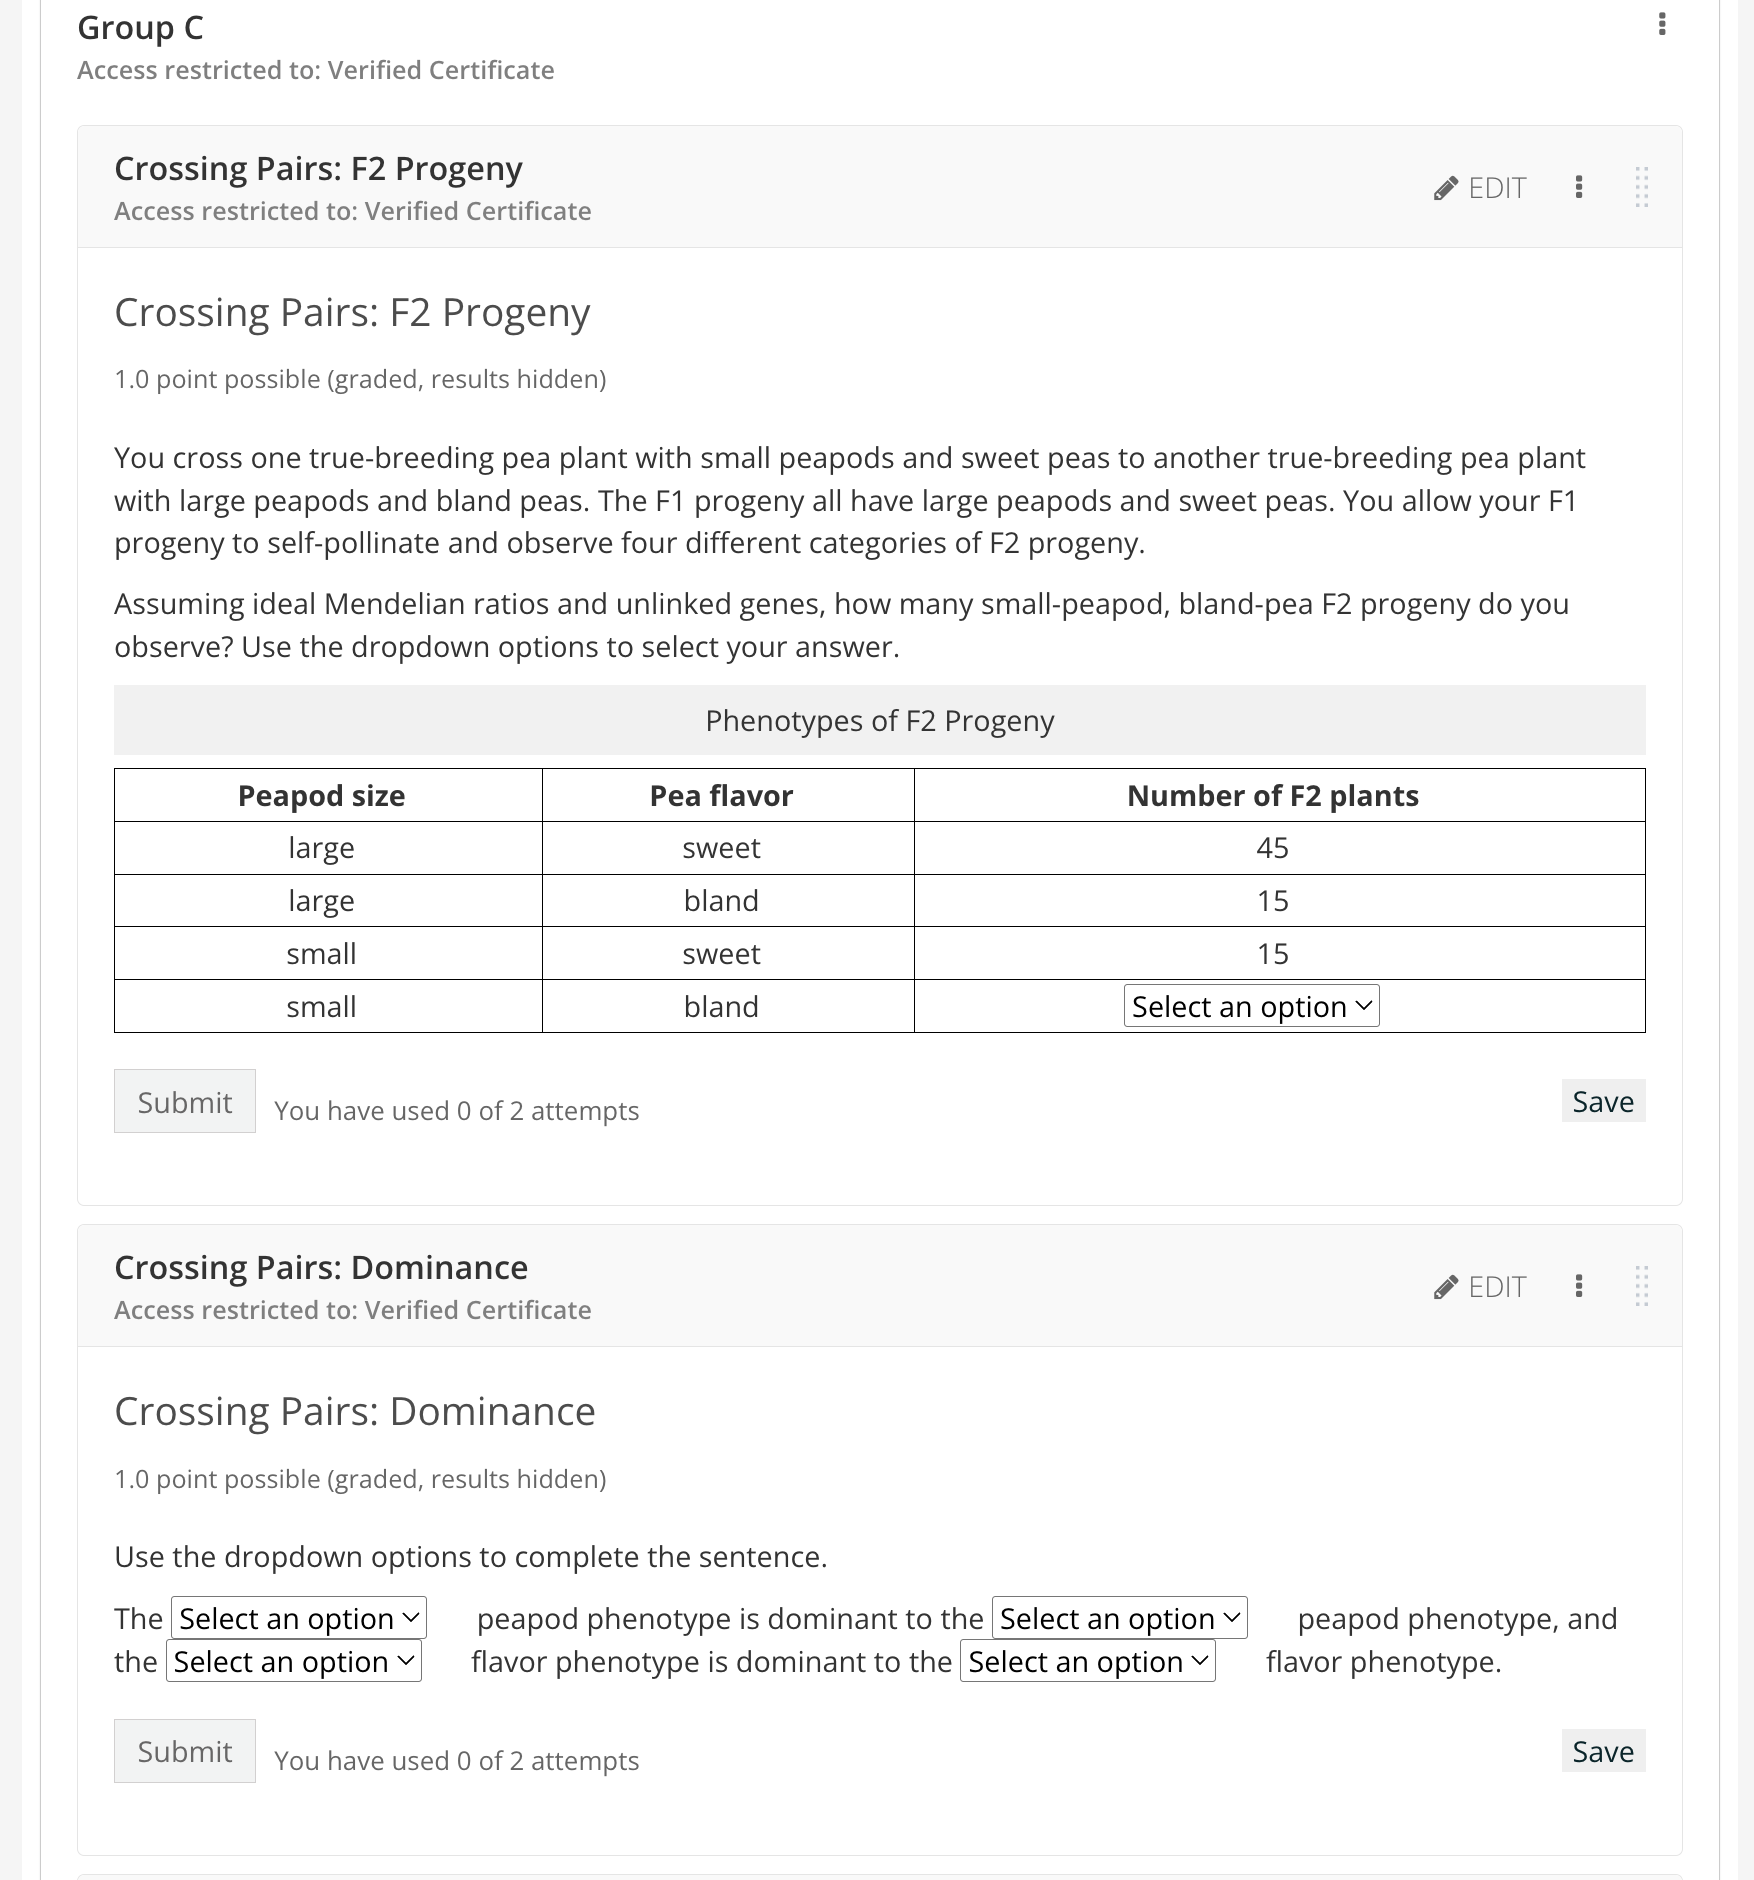 Group C
Access restricted to: Verified Certificate
Crossing Pairs: F2 Progeny
Access restricted to: Verified Certificate
EDIT
Crossing Pairs: F2 Progeny
1.0 point possible (graded, results hidden)
You cross one true-breeding pea plant with small peapods and sweet peas to another true-breeding pea plant
with large peapods and bland peas. The F1 progeny all have large peapods and sweet peas. You allow your F1
progeny to self-pollinate and observe four different categories of F2 progeny.
Assuming ideal Mendelian ratios and unlinked genes, how many small-peapod, bland-pea F2 progeny do you
observe? Use the dropdown options to select your answer.
Phenotypes of F2 Progeny
Peapod size Pea flavor Number of F2 plants
large sweet 45
large bland 15
small sweet 15
small bland Select an option
Submit You have used 0 of 2 attempts Save
Crossing Pairs: Dominance
Access restricted to: Verified Certificate
EDIT
Crossing Pairs: Dominance
1.0 point possible (graded, results hidden)
Use the dropdown options to complete the sentence.
The Select an option peapod phenotype is dominant to the Select an option peapod phenotype, and
the Select an option flavor phenotype is dominant to the Select an option flavor phenotype.
Submit You have used 0 of 2 attempts Save